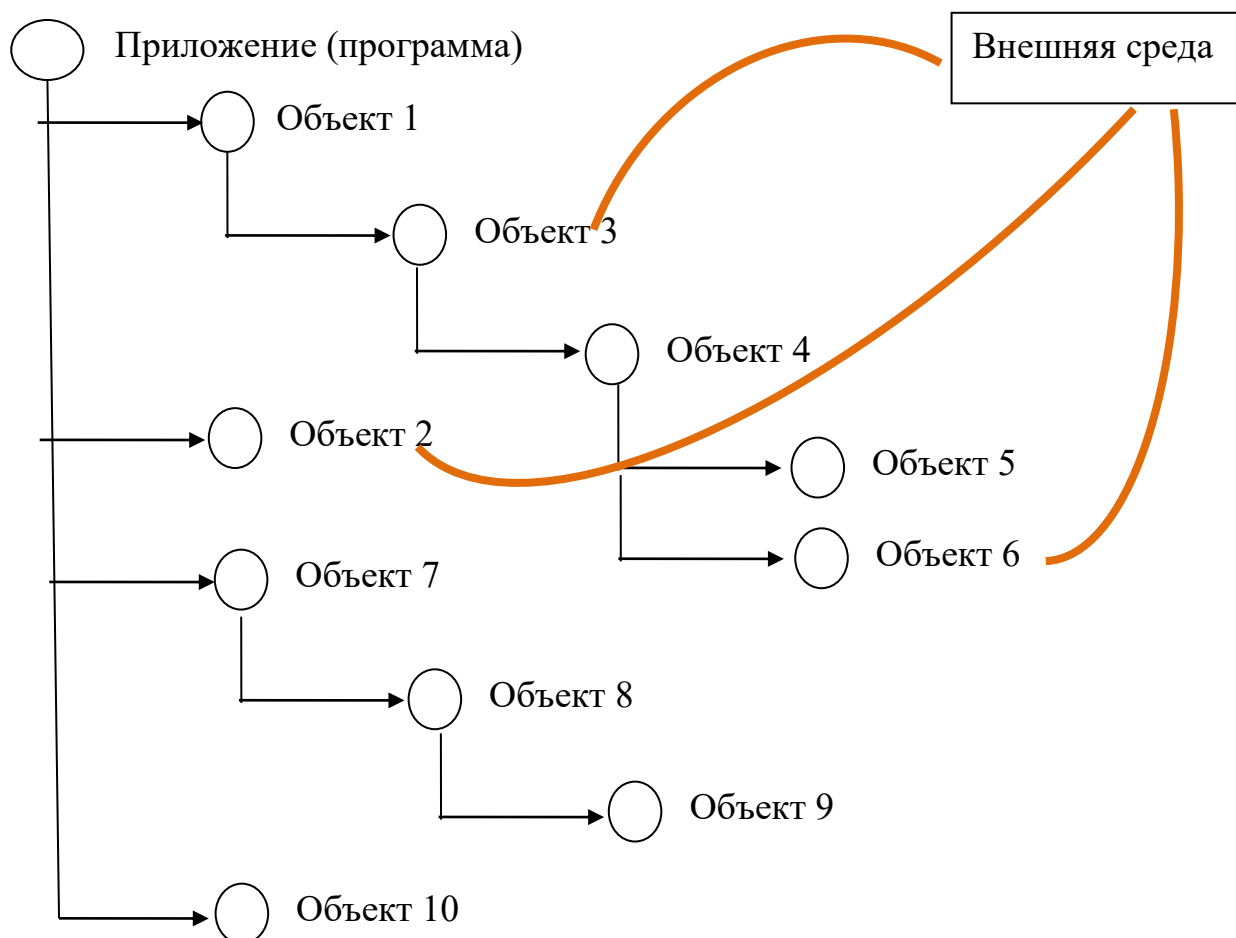 Приложение (программа)
Внешняя среда
Объект 1
Объект 3
Объект 4
Объект 2
Объект 5
Объект 6
Объект 7
Объект 8
Объект 9
Объект 10